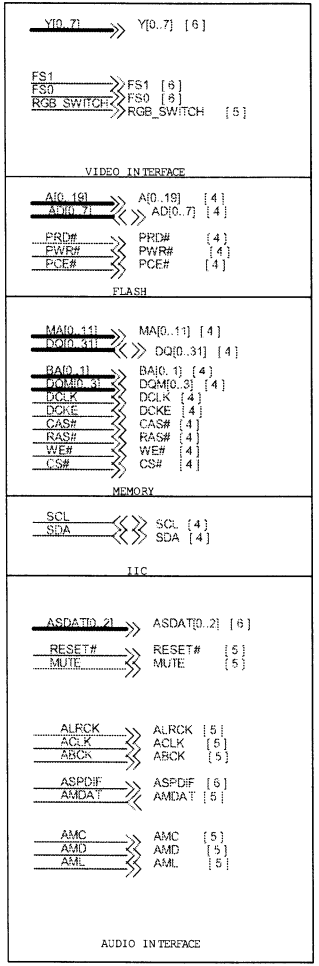 Y[0..7] Y[0..7] [ 6 ]
FS1 FS1 [ 6 ]
FS0 FS0 [ 6 ]
RGB_SWITCH RGB_SWITCH [ 5 ]
VIDEO INTERFACE
A[0..19] A[0..19] [ 4 ]
AD[0..7] AD[0..7] [ 4 ]
PRD# PRD# [ 4 ]
PWR# PWR# [ 4 ]
PCE# PCE# [ 4 ]
FLASH
MA[0..11] MA[0..11] [ 4 ]
DQ[0..31] DQ[0..31] [ 4 ]
BA[0..1] BA[0..1] [ 4 ]
DQM[0..3] DQM[0..3] [ 4 ]
DCLK DCLK [ 4 ]
DCKE DCKE [ 4 ]
CAS# CAS# [ 4 ]
RAS# RAS# [ 4 ]
WE# WE# [ 4 ]
CS# CS# [ 4 ]
MEMORY
SCL SCL [ 4 ]
SDA SDA [ 4 ]
IIC
ASDAT[0..2] ASDAT[0..2] [ 6 ]
RESET# RESET# [ 5 ]
MUTE MUTE [ 5 ]
ALRCK ALRCK [ 5 ]
ACLK ACLK [ 5 ]
ABCK ABCK [ 5 ]
ASPDIF ASPDIF [ 6 ]
AMDAT AMDAT [ 5 ]
AMC AMC [ 5 ]
AMD AMD [ 5 ]
AML AML [ 5 ]
AUDIO INTERFACE